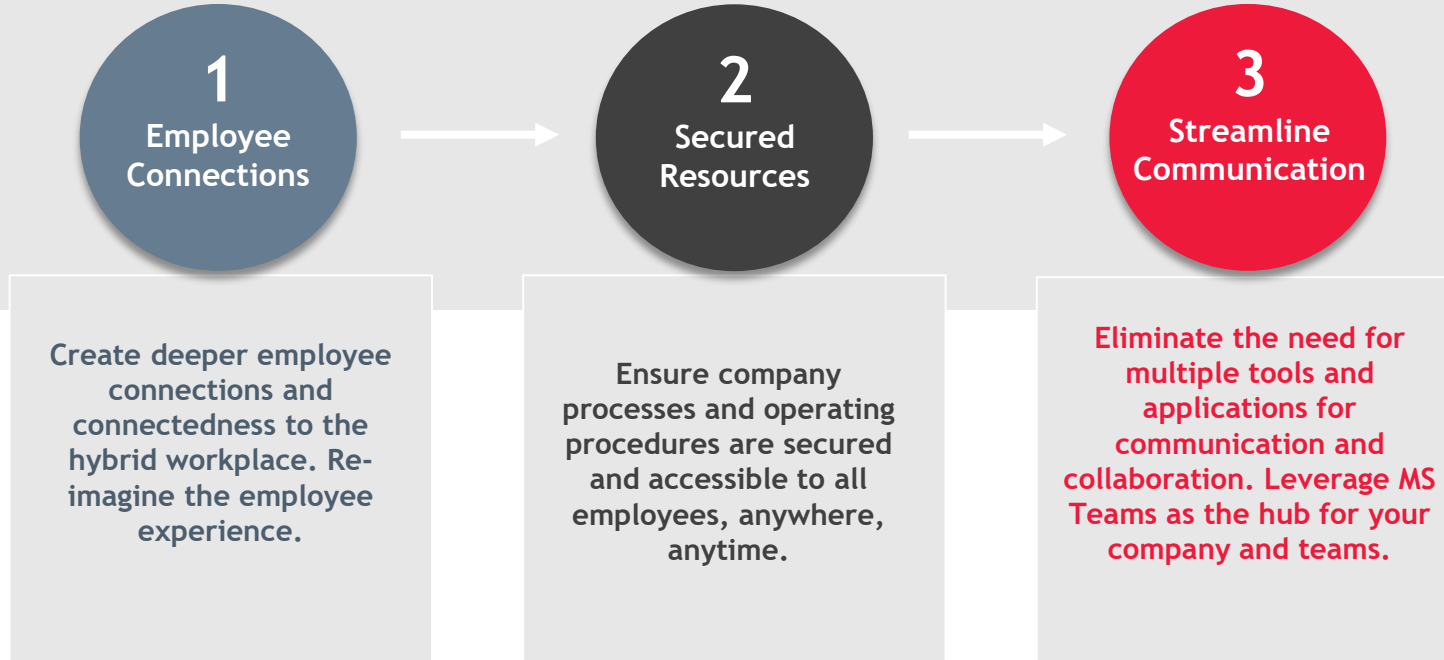 1
Employee
Connections
2
Secured
Resources
3
Streamline
Communication
Create deeper employee
connections and
connectedness to the
hybrid workplace. Re-
imagine the employee
experience.
Ensure company
processes and operating
procedures are secured
and accessible to all
employees, anywhere,
anytime.
Eliminate the need for
multiple tools and
applications for
communication and
collaboration. Leverage MS
Teams as the hub for your
company and teams.